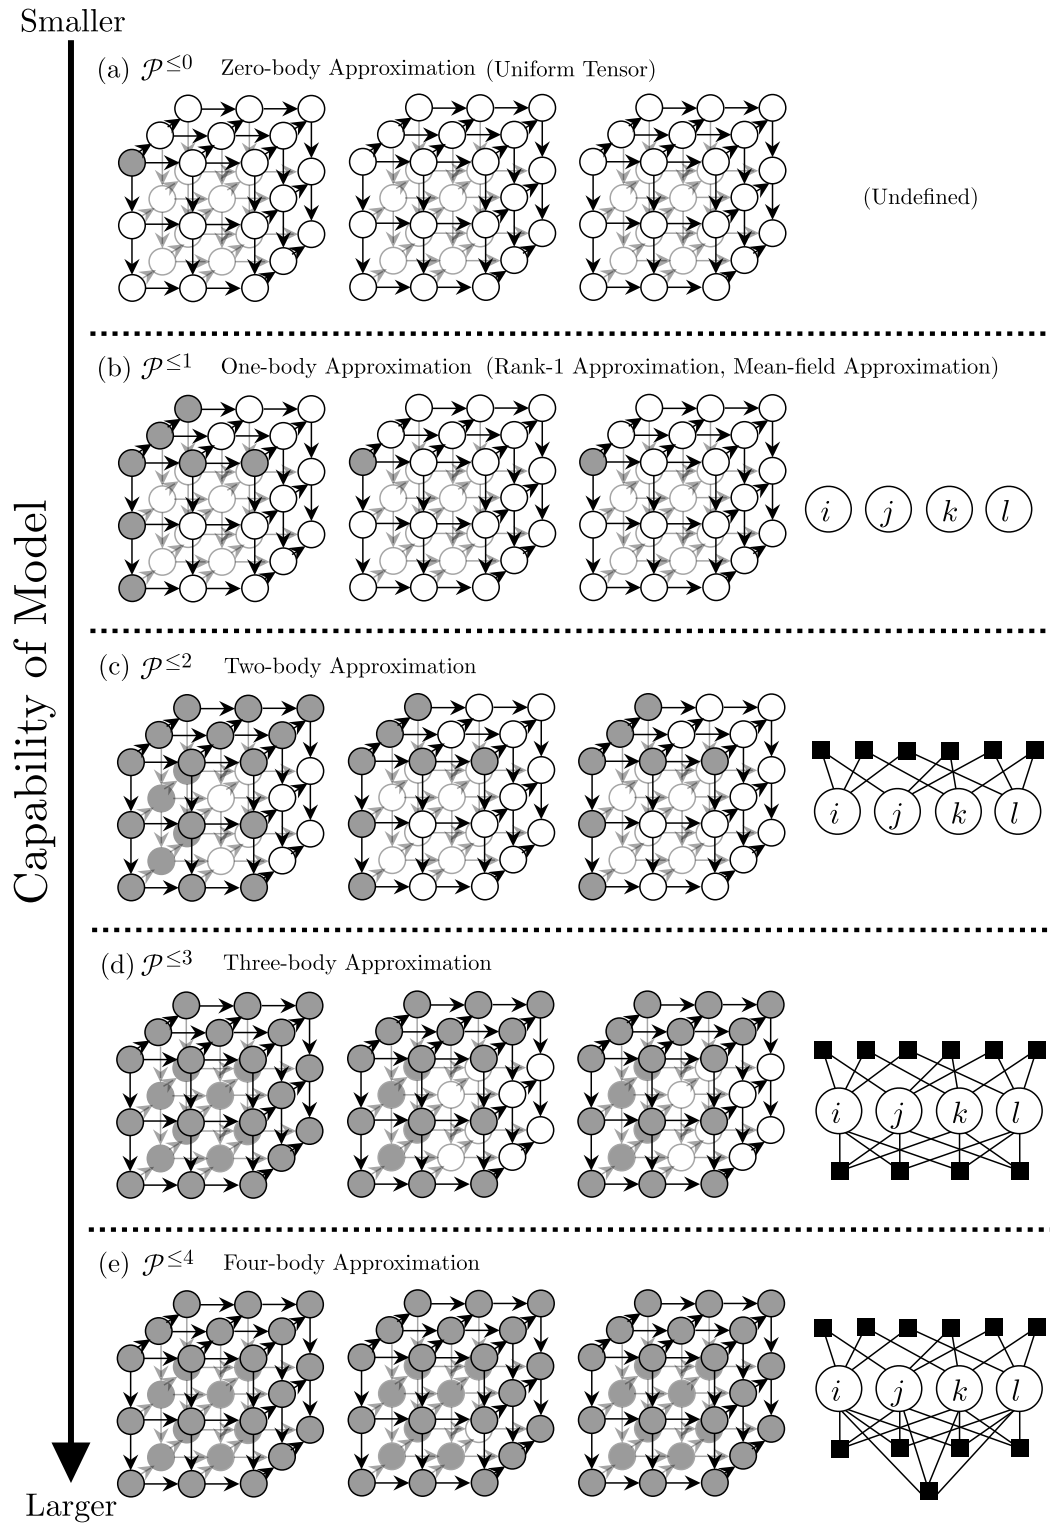 Smaller
Capability of Model
(a) 𝒫≤0 Zero-body Approximation (Uniform Tensor)
(Undefined)
(b) 𝒫≤1 One-body Approximation (Rank-1 Approximation, Mean-field Approximation)
i j k l
(c) 𝒫≤2 Two-body Approximation
i j k l
(d) 𝒫≤3 Three-body Approximation
i j k l
(e) 𝒫≤4 Four-body Approximation
i j k l
Larger